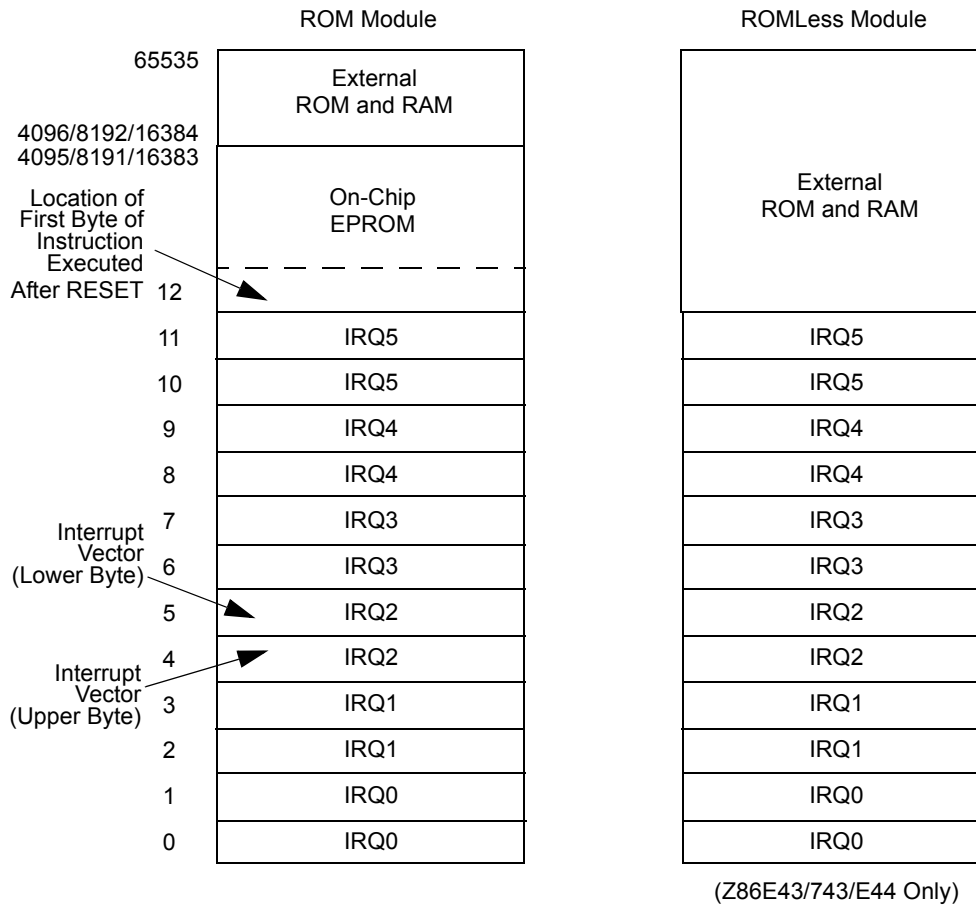 ROM Module
ROMLess Module
65535
External
ROM and RAM
4096/8192/16384
4095/8191/16383
On-Chip
EPROM
External
ROM and RAM
Location of
First Byte of
Instruction
Executed
After RESET 12
11 IRQ5 IRQ5
10 IRQ5 IRQ5
9 IRQ4 IRQ4
8 IRQ4 IRQ4
7 IRQ3 IRQ3
Interrupt
Vector
(Lower Byte)
6 IRQ3 IRQ3
5 IRQ2 IRQ2
4 IRQ2 IRQ2
Interrupt
Vector
(Upper Byte)
3 IRQ1 IRQ1
2 IRQ1 IRQ1
1 IRQ0 IRQ0
0 IRQ0 IRQ0
(Z86E43/743/E44 Only)